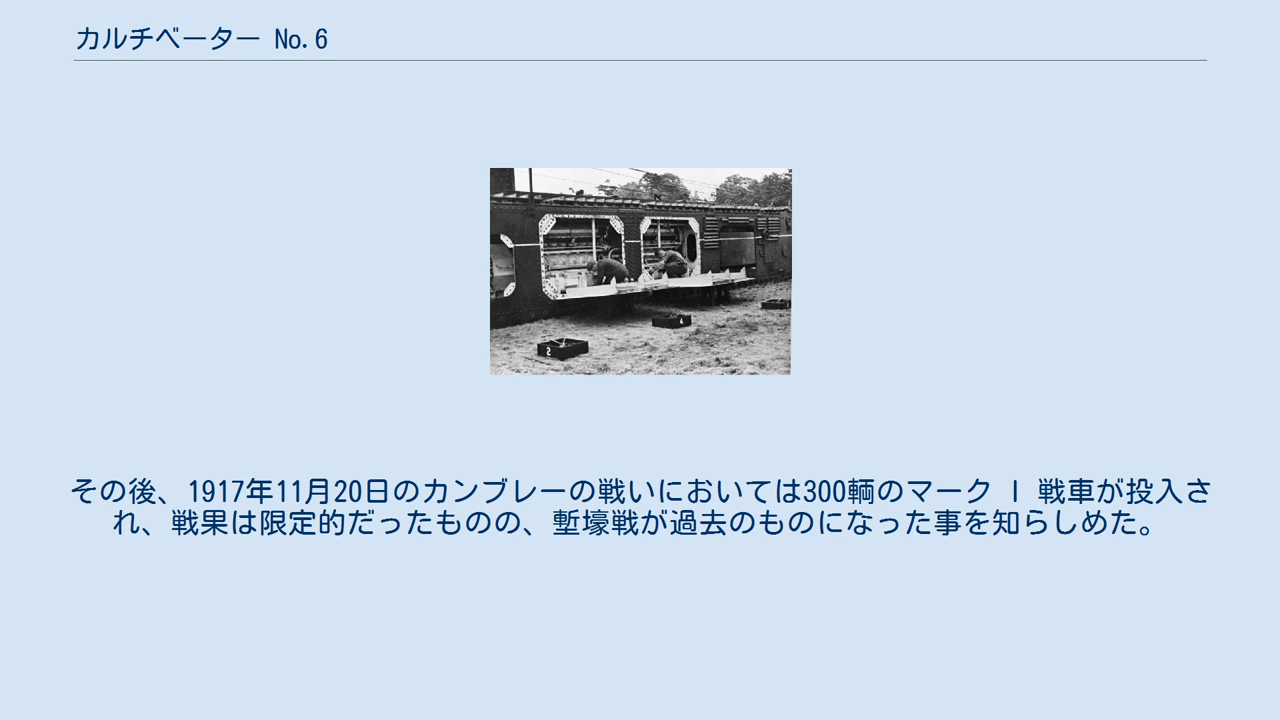 カルチベーター No.6
2
4
その後、1917年11月20日のカンブレーの戦いにおいては300輌のマーク I 戦車が投入さ
れ、戦果は限定的だったものの、塹壕戦が過去のものになった事を知らしめた。